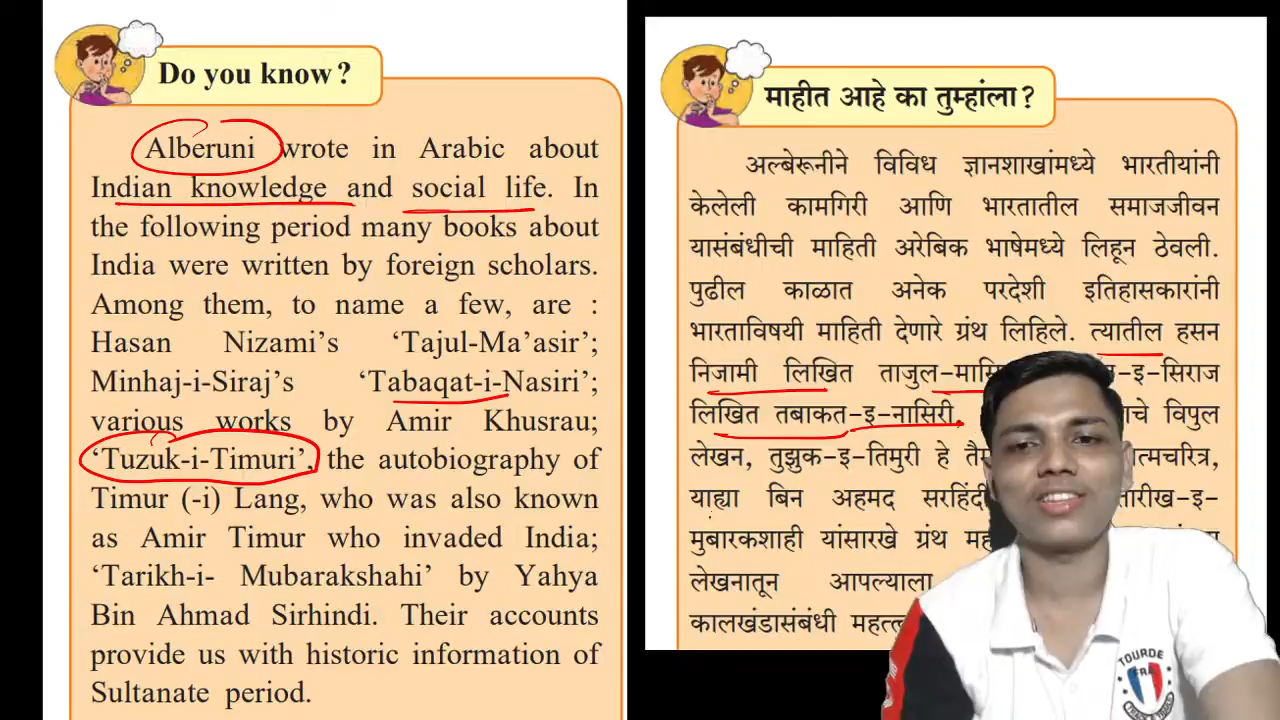 Do you know?
Alberuni wrote in Arabic about
Indian knowledge and social life. In
the following period many books about
India were written by foreign scholars.
Among them, to name a few, are :
Hasan Nizami's 'Tajul-Ma'asir';
Minhaj-i-Siraj's 'Tabaqat-i-Nasiri';
various works by Amir Khusrau;
'Tuzuk-i-Timuri', the autobiography of
Timur (-i) Lang, who was also known
as Amir Timur who invaded India;
'Tarikh-i- Mubarakshahi' by Yahya
Bin Ahmad Sirhindi. Their accounts
provide us with historic information of
Sultanate period.
माहीत आहे का तुम्हांला?
अल्बेरूनीने विविध ज्ञानशाखांमध्ये भारतीयांनी
केलेली कामगिरी आणि भारतातील समाजजीवन
यासंबंधीची माहिती अरेबिक भाषेमध्ये लिहून ठेवली.
पुढील काळात अनेक परदेशी इतिहासकारांनी
भारताविषयी माहिती देणारे ग्रंथ लिहिले. त्यातील हसन
निजामी लिखित ताजुल-मासि -इ-सिराज
लिखित तबाकत-इ-नासिरी, चे विपुल
लेखन, तुझुक-इ-तिमुरी हे त्मचरित्र,
याह्या बिन अहमद सरहिंदी तारीख-इ-
मुबारकशाही यांसारखे ग्रंथ
लेखनातून आपल्याला
कालखंडासंबंधी
TOURDE
FRA